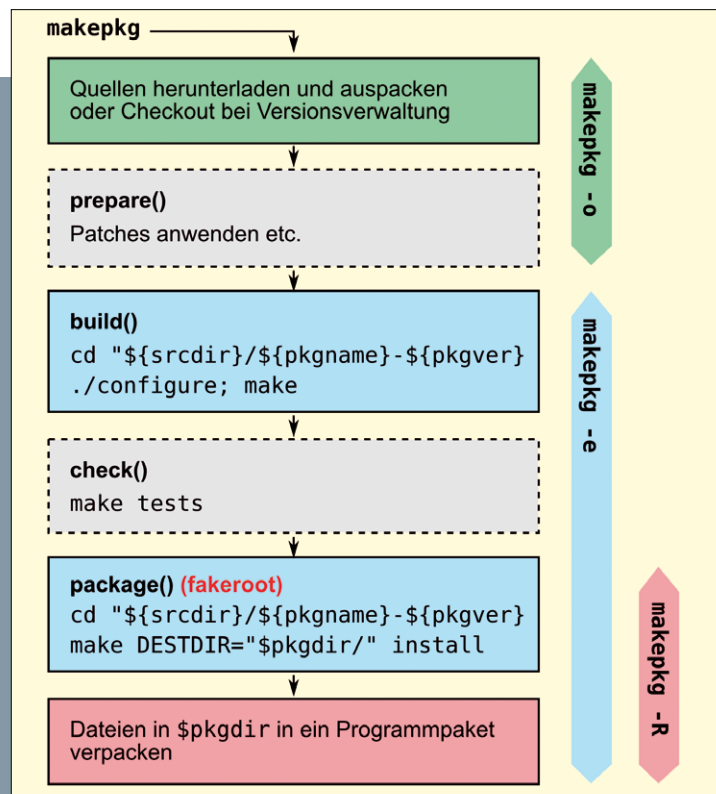 makepkg
Quellen herunterladen und auspacken
oder Checkout bei Versionsverwaltung
prepare()
Patches anwenden etc.
build()
cd "${srcdir}/${pkgname}-${pkgver}
./configure; make
check()
make tests
package() (fakeroot)
cd "${srcdir}/${pkgname}-${pkgver}
make DESTDIR="$pkgdir/" install
Dateien in $pkgdir in ein Programmpaket
verpacken
makepkg -o
makepkg -e
makepkg -R